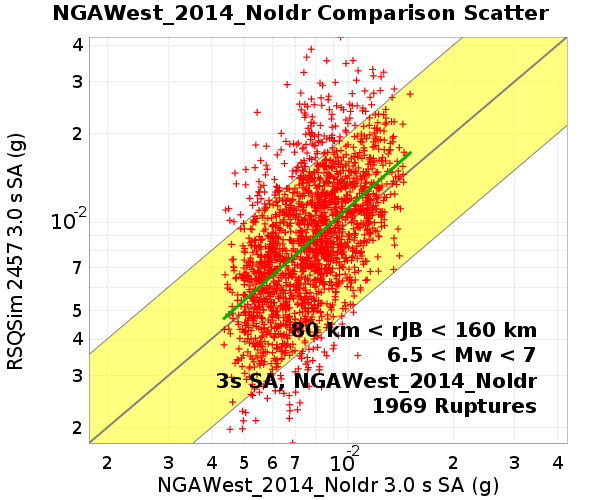 NGAWest_2014_NoIdr Comparison Scatter
RSQSim 2457 3.0 s SA (g)
4
3
2
10^-2
7
5
4
3
2
80 km < rJB < 160 km
6.5 < Mw < 7
3s SA, NGAWest_2014_NoIdr
1969 Ruptures
2 3 4 5 6 7 10^-2 2 3 4
NGAWest_2014_NoIdr 3.0 s SA (g)